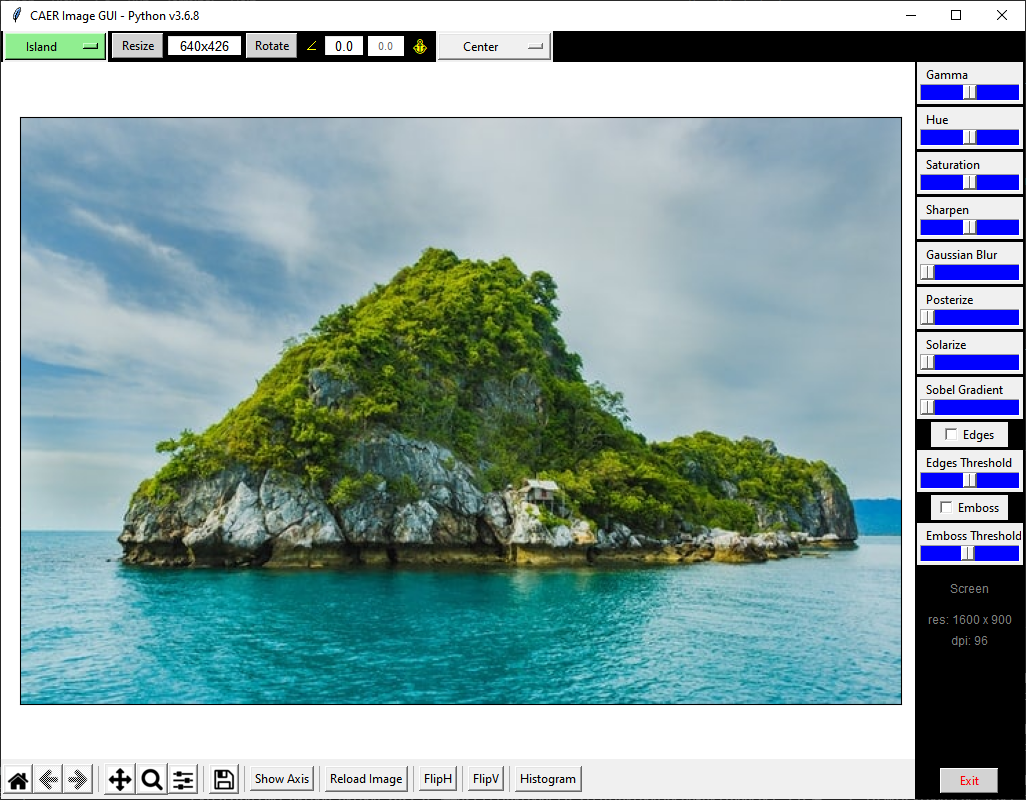 CAER Image GUI - Python v3.6.8
Island
Resize
640x426
Rotate
0.0
0.0
Center
Gamma
Hue
Saturation
Sharpen
Gaussian Blur
Posterize
Solarize
Sobel Gradient
Edges
Edges Threshold
Emboss
Emboss Threshold
Screen
res: 1600 x 900
dpi: 96
Show Axis
Reload Image
FlipH
FlipV
Histogram
Exit